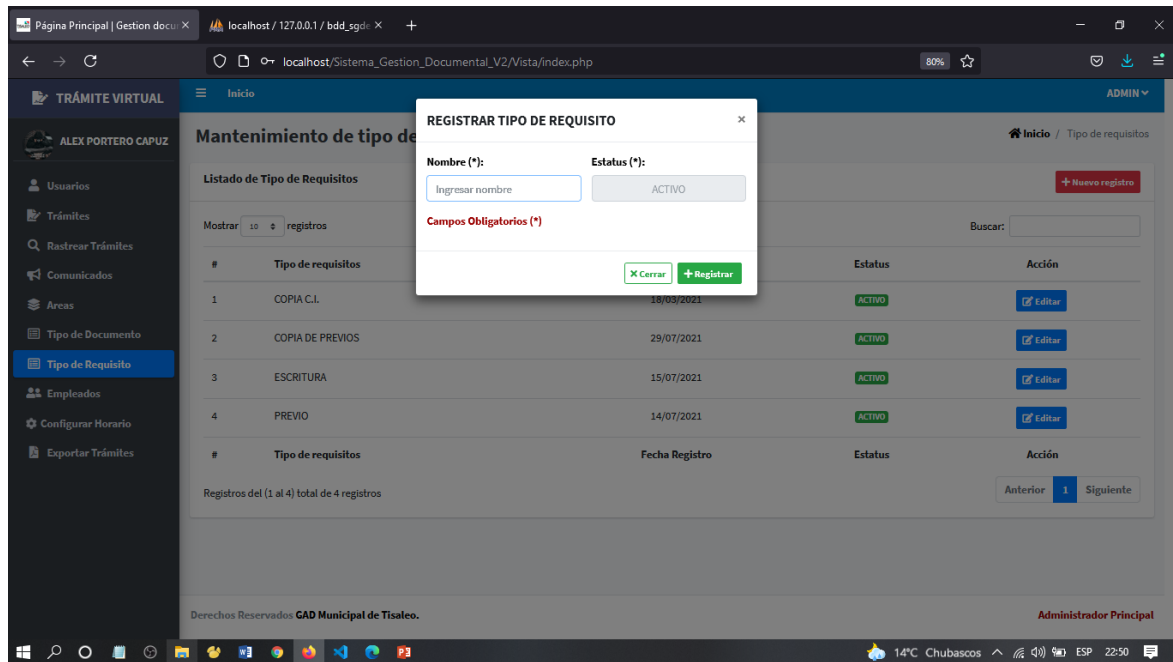 Página Principal | Gestion docu
localhost / 127.0.0.1 / bdd_sgde
localhost/Sistema_Gestion_Documental_V2/Vista/index.php
80%
TRÁMITE VIRTUAL
Inicio
ADMIN
ALEX PORTERO CAPUZ
Mantenimiento de tipo de
Inicio / Tipo de requisitos
REGISTRAR TIPO DE REQUISITO ×
Nombre (*): Estatus (*):
Ingresar nombre ACTIVO
Campos Obligatorios (*)
Cerrar + Registrar
Usuarios
Trámites
Rastrear Trámites
Comunicados
Areas
Tipo de Documento
Tipo de Requisito
Empleados
Configurar Horario
Exportar Trámites
Listado de Tipo de Requisitos
+ Nuevo registro
Mostrar 10 registros
Buscar:
# Tipo de requisitos Estatus Acción
1 COPIA C.I. 18/03/2021 ACTIVO Editar
2 COPIA DE PREVIOS 29/07/2021 ACTIVO Editar
3 ESCRITURA 15/07/2021 ACTIVO Editar
4 PREVIO 14/07/2021 ACTIVO Editar
# Tipo de requisitos Fecha Registro Estatus Acción
Registros del (1 al 4) total de 4 registros
Anterior 1 Siguiente
Derechos Reservados GAD Municipal de Tisaleo.
Administrador Principal
14°C Chubascos ESP 22:50